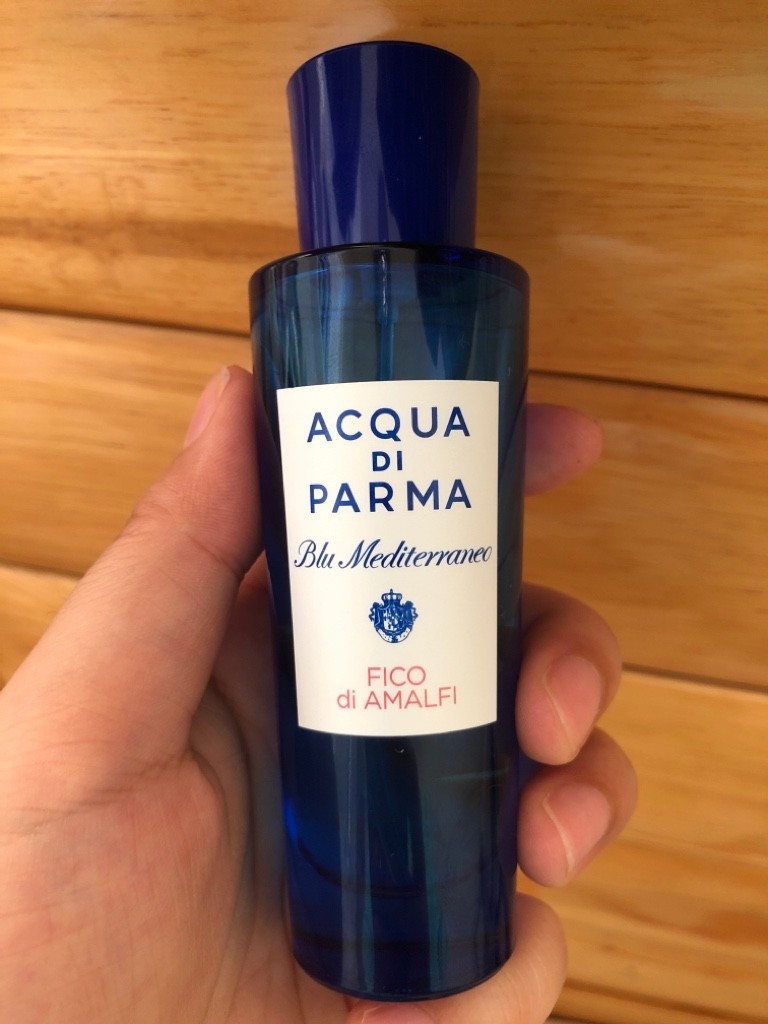 ACQUA
DI
PARMA
Blu Mediterraneo
FICO
di AMALFI